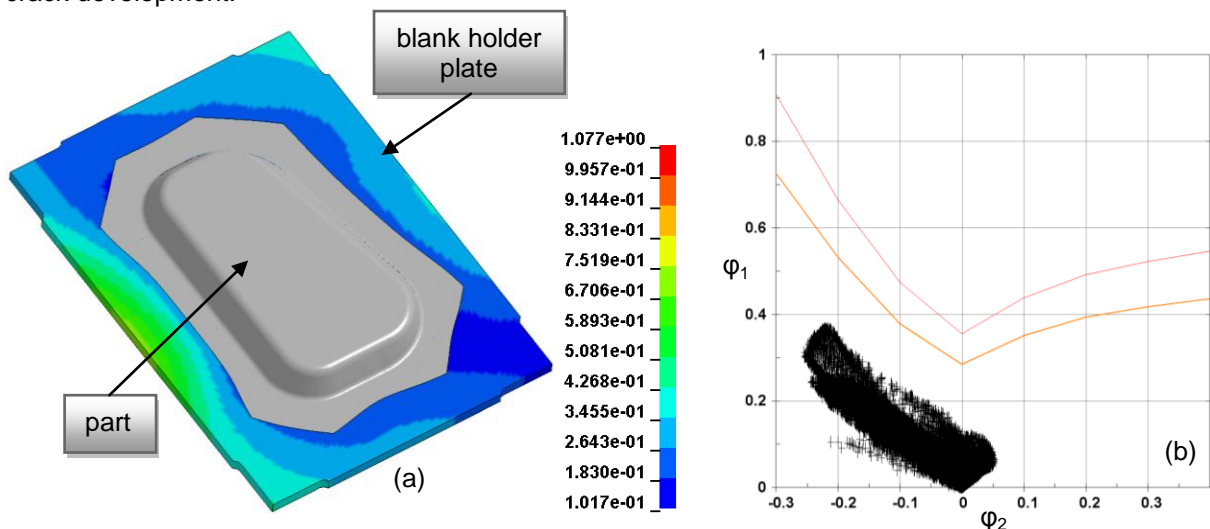 blank holder
plate
part
(a)
1.077e+00
9.957e-01
9.144e-01
8.331e-01
7.519e-01
6.706e-01
5.893e-01
5.081e-01
4.268e-01
3.455e-01
2.643e-01
1.830e-01
1.017e-01
1
0.8
0.6
φ1
0.4
0.2
0
-0.3 -0.2 -0.1 0 0.1 0.2 0.3
φ2
(b)